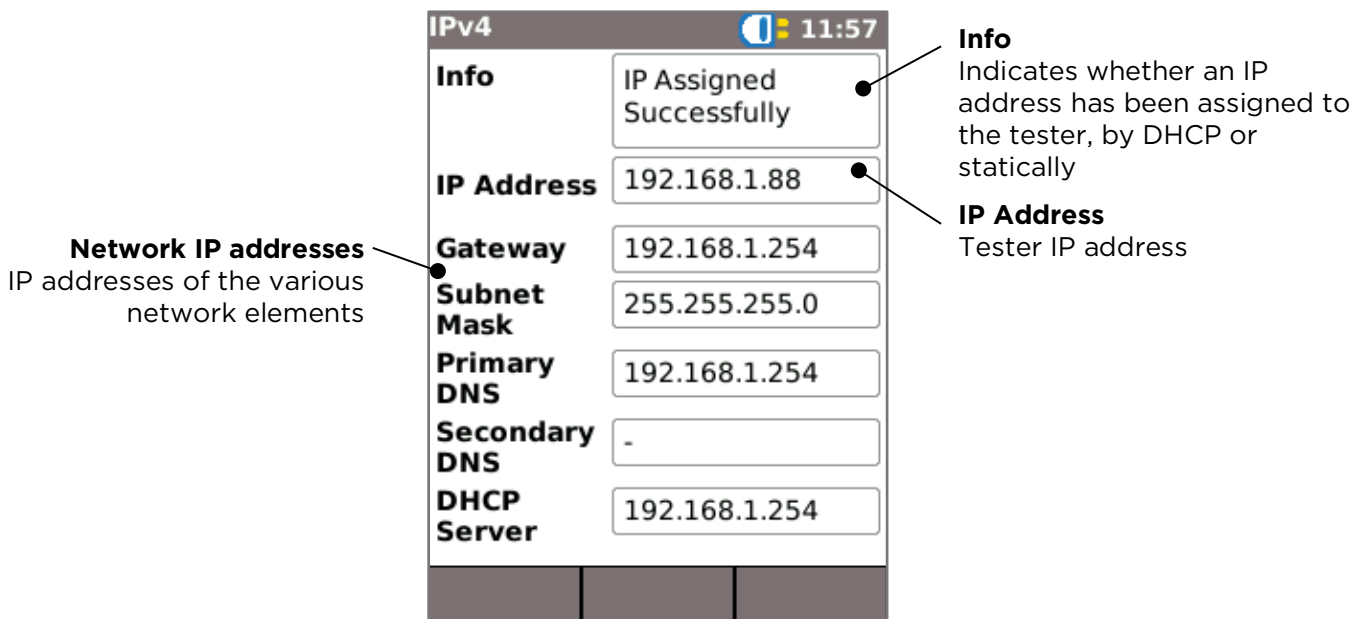 IPv4 11:57
Info
IP Assigned
Successfully
IP Address 192.168.1.88
Gateway 192.168.1.254
Subnet
Mask
255.255.255.0
Primary
DNS
192.168.1.254
Secondary
DNS
-
DHCP
Server
192.168.1.254
Network IP addresses
IP addresses of the various
network elements
Info
Indicates whether an IP
address has been assigned to
the tester, by DHCP or
statically
IP Address
Tester IP address